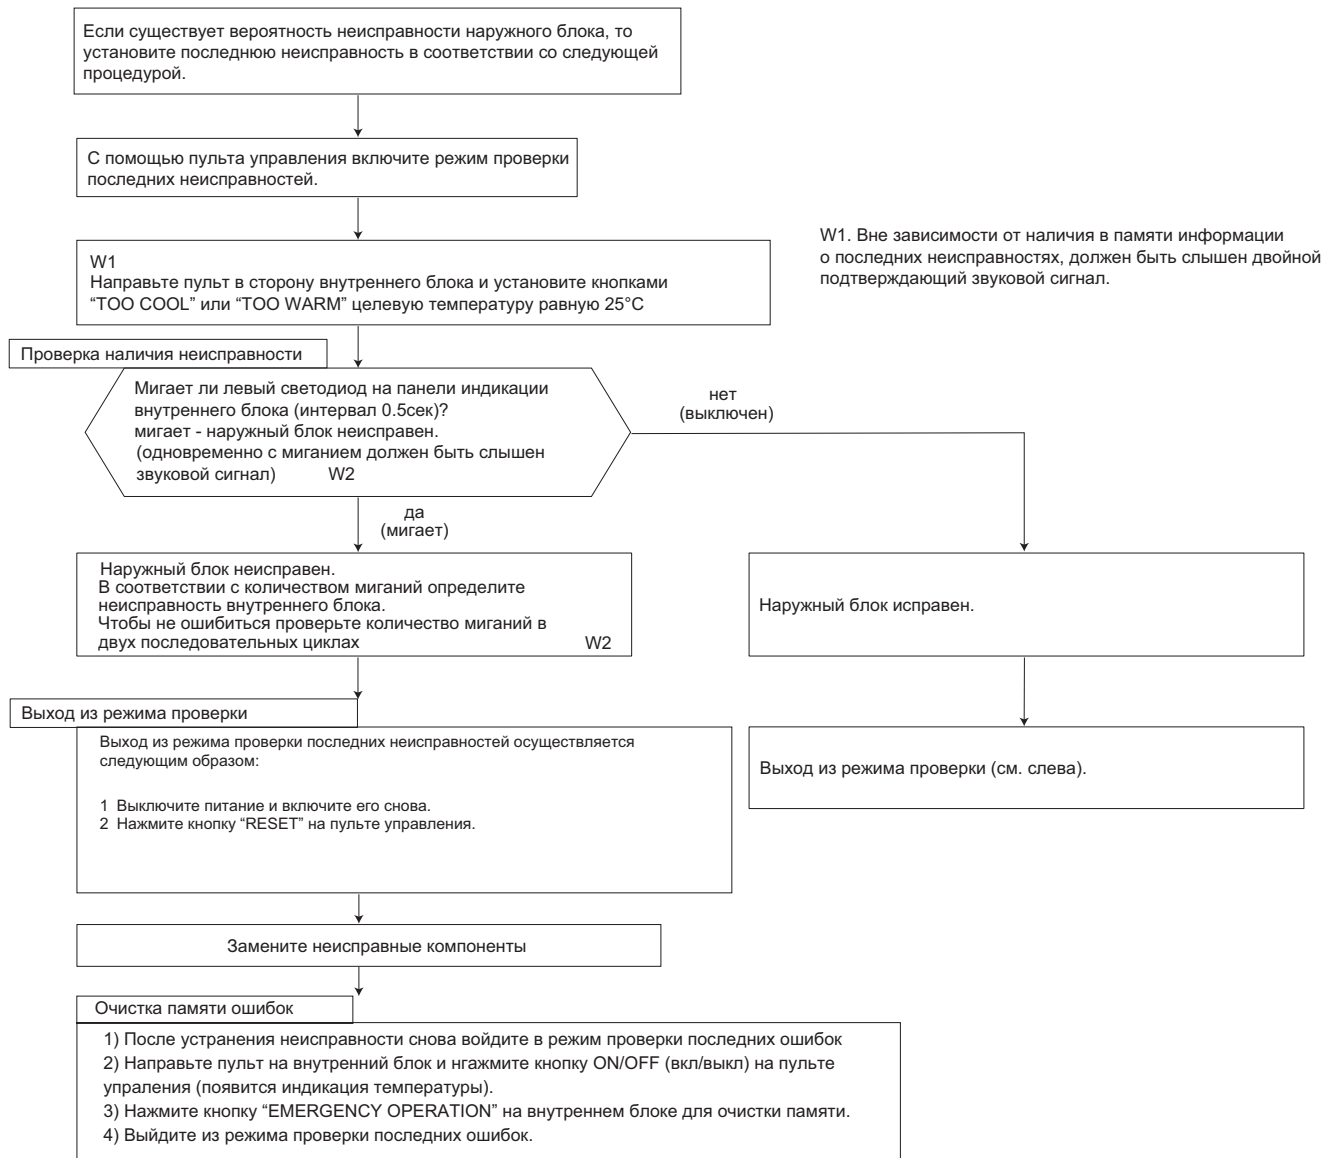 Если существует вероятность неисправности наружного блока, то
установите последнюю неисправность в соответствии со следующей
процедурой.
С помощью пульта управления включите режим проверки
последних неисправностей.
W1
Направьте пульт в сторону внутреннего блока и установите кнопками
“TOO COOL” или “TOO WARM” целевую температуру равную 25°C
W1. Вне зависимости от наличия в памяти информации
о последних неисправностях, должен быть слышен двойной
подтверждающий звуковой сигнал.
Проверка наличия неисправности
Мигает ли левый светодиод на панели индикации
внутреннего блока (интервал 0.5сек)?
мигает - наружный блок неисправен.
(одновременно с миганием должен быть слышен
звуковой сигнал) W2
нет
(выключен)
да
(мигает)
Наружный блок неисправен.
В соответствии с количеством миганий определите
неисправность внутреннего блока.
Чтобы не ошибиться проверьте количество миганий в
двух последовательных циклах W2
Наружный блок исправен.
Выход из режима проверки
Выход из режима проверки последних неисправностей осуществляется
следующим образом:
1 Выключите питание и включите его снова.
2 Нажмите кнопку “RESET” на пульте управления.
Выход из режима проверки (см. слева).
Замените неисправные компоненты
Очистка памяти ошибок
1) После устранения неисправности снова войдите в режим проверки последних ошибок
2) Направьте пульт на внутренний блок и нгажмите кнопку ON/OFF (вкл/выкл) на пульте
упраления (появится индикация температуры).
3) Нажмите кнопку “EMERGENCY OPERATION” на внутреннем блоке для очистки памяти.
4) Выйдите из режима проверки последних ошибок.